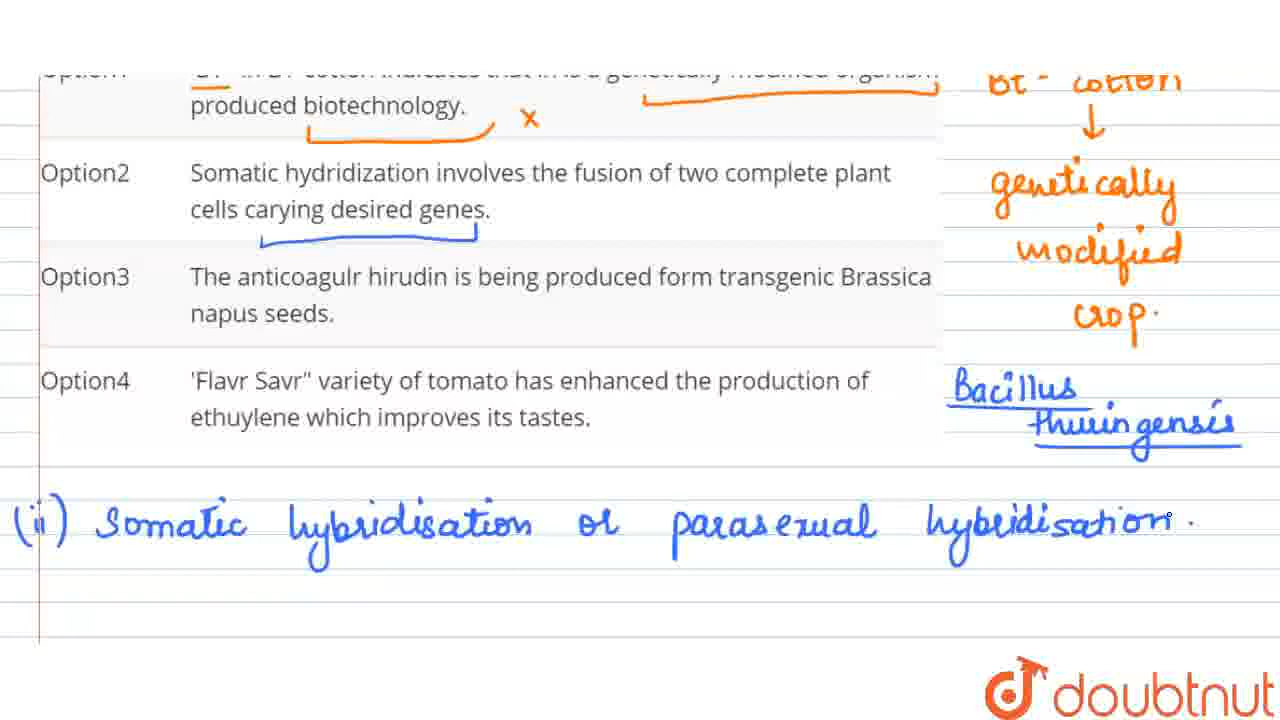 produced biotechnology.
x
Option2 Somatic hydridization involves the fusion of two complete plant
cells carying desired genes.
Option3 The anticoagulr hirudin is being produced form transgenic Brassica
napus seeds.
Option4 'Flavr Savr" variety of tomato has enhanced the production of
ethuylene which improves its tastes.
Bt - cotton
genetically
modified
crop.
Bacillus
thuringensis
(ii) Somatic hybridisation or parasexual hybridisation.
doubtnut